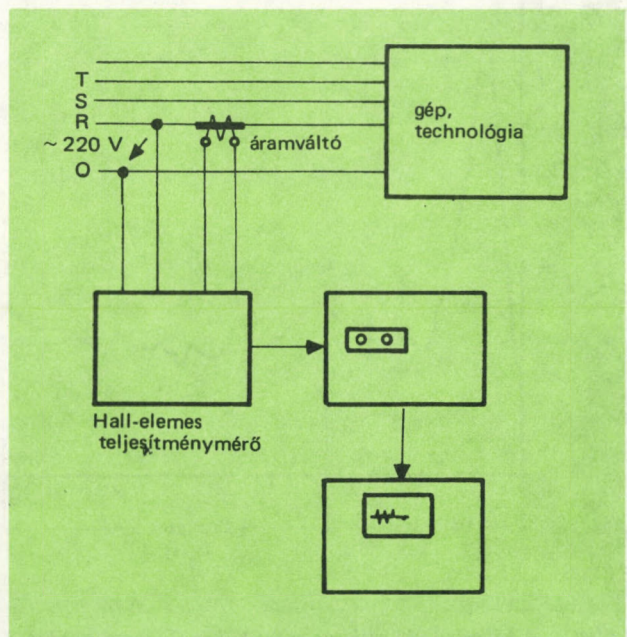 T
S
R
~ 220 V
O
áramváltó
gép,
technológia
Hall-elemes
teljesítménymérő